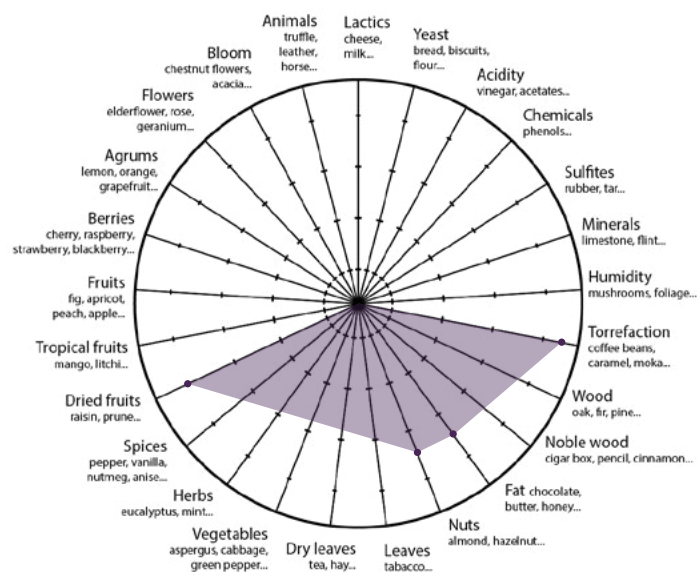 Lactics
cheese,
milk...
Yeast
bread, biscuits,
flour...
Acidity
vinegar, acetates...
Chemicals
phenols...
Sulfites
rubber, tar...
Minerals
limestone, flint...
Humidity
mushrooms, foliage...
Torrefaction
coffee beans,
caramel, moka...
Wood
oak, fir, pine...
Noble wood
cigar box, pencil, cinnamon...
Fat chocolate,
butter, honey...
Nuts
almond, hazelnut...
Leaves
tabacco...
Dry leaves
tea, hay...
Vegetables
aspergus, cabbage,
green pepper...
Herbs
eucalyptus, mint...
Spices
pepper, vanilla,
nutmeg, anise...
Dried fruits
raisin, prune...
Tropical fruits
mango, litchi...
Fruits
fig, apricot,
peach, apple...
Berries
cherry, raspberry,
strawberry, blackberry...
Agrums
lemon, orange,
grapefruit...
Flowers
elderflower, rose,
geranium...
Bloom
chestnut flowers,
acacia...
Animals
truffle,
leather,
horse...